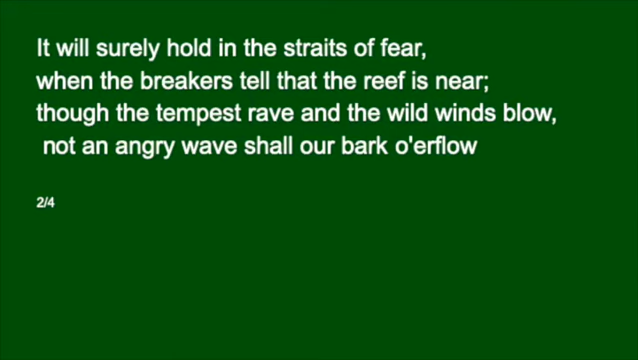 It will surely hold in the straits of fear,
when the breakers tell that the reef is near;
though the tempest rave and the wild winds blow,
not an angry wave shall our bark o'erflow
2/4